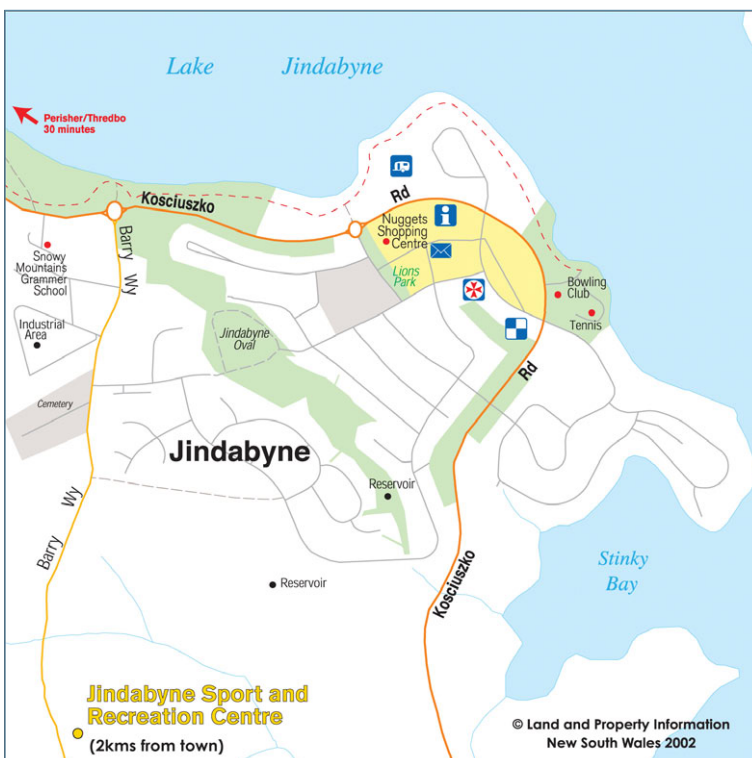 Lake Jindabyne
Perisher/Thredbo
30 minutes
Kosciuszko
Rd
Nuggets
Shopping
Centre
Lions
Park
Snowy
Mountains
Grammer
School
Barry Wy
Bowling
Club
Tennis
Industrial
Area
Jindabyne
Oval
Rd
Cemetery
Jindabyne
Reservoir
Barry Wy
Stinky
Bay
Reservoir
Kosciuszko
Jindabyne Sport and
Recreation Centre
(2kms from town)
© Land and Property Information
New South Wales 2002